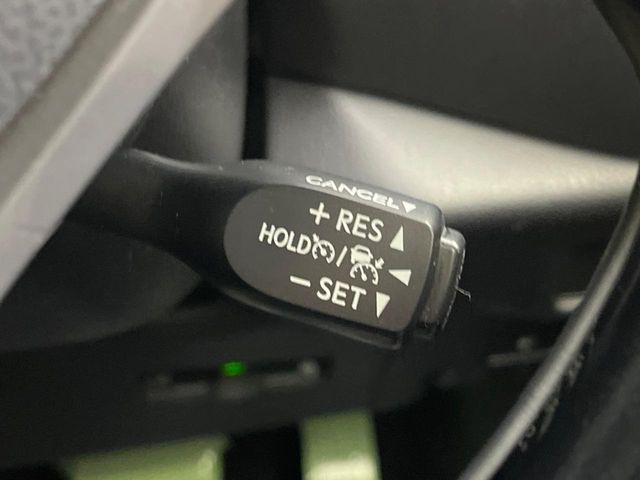 CANCEL▼
+ RES ▲
HOLD / ◀
− SET ▼